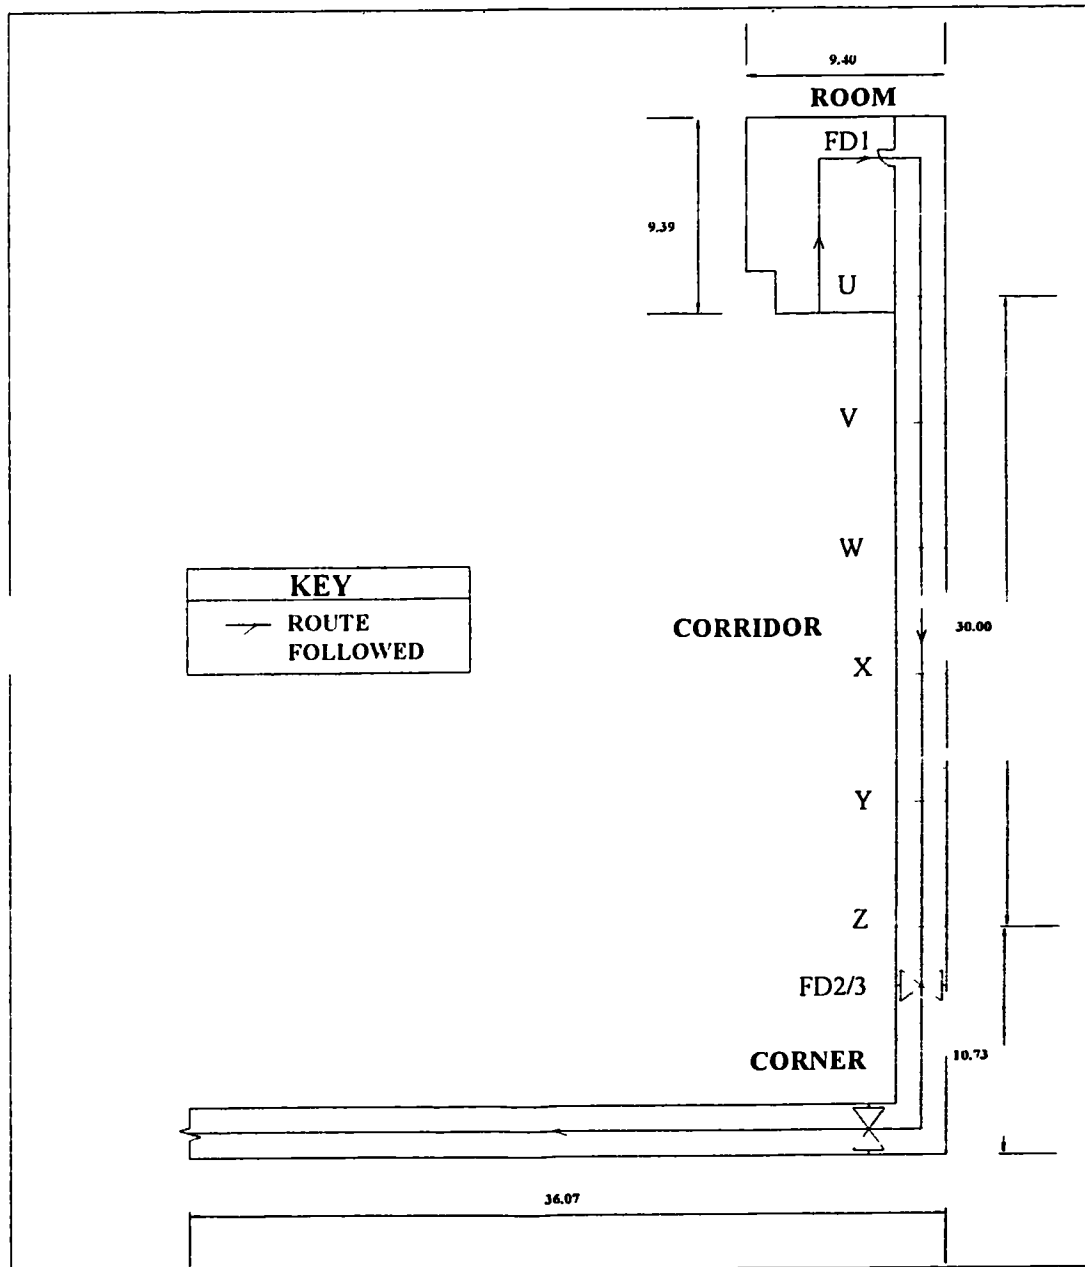 9.40
ROOM
FD1
9.39
U
V
W
KEY
ROUTE
FOLLOWED
CORRIDOR
30.00
X
Y
Z
FD2/3
CORNER
10.73
36.07